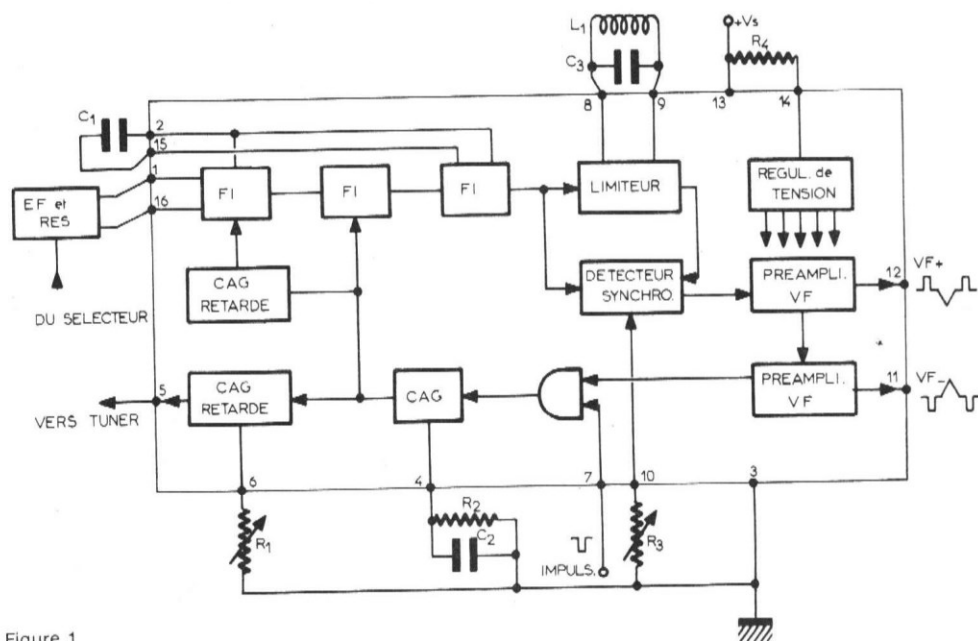 L1
C3
+Vs
R4
8
9
13
14
C1
2
15
1
16
EF et
RES
FI
FI
FI
LIMITEUR
REGUL. de
TENSION
CAG
RETARDE
DETECTEUR
SYNCHRO.
PREAMPLI.
VF
12
VF+
DU SELECTEUR
5
CAG
RETARDE
CAG
PREAMPLI.
VF
11
VF-
VERS TUNER
6
4
7
10
3
R1
R2
C2
IMPULS.
R3
Figure 1